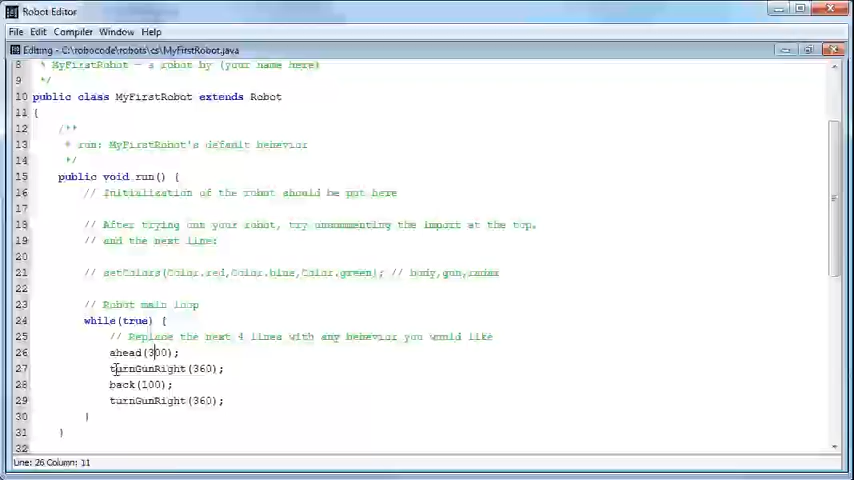 Robot Editor
File Edit Compiler Window Help
Editing - C:\robocode\robots\cs\MyFirstRobot.java
8 * MyFirstRobot - a robot by (your name here)
9 */
10 public class MyFirstRobot extends Robot
11 {
12 /**
13 * run: MyFirstRobot's default behavior
14 */
15 public void run() {
16 // Initialization of the robot should be put here
17
18 // After trying out your robot, try uncommenting the import at the top,
19 // and the next line:
20
21 // setColors(Color.red,Color.blue,Color.green); // body,gun,radar
22
23 // Robot main loop
24 while(true) {
25 // Replace the next 4 lines with any behavior you would like
26 ahead(300);
27 turnGunRight(360);
28 back(100);
29 turnGunRight(360);
30 }
31 }
32
Line: 26 Column: 11